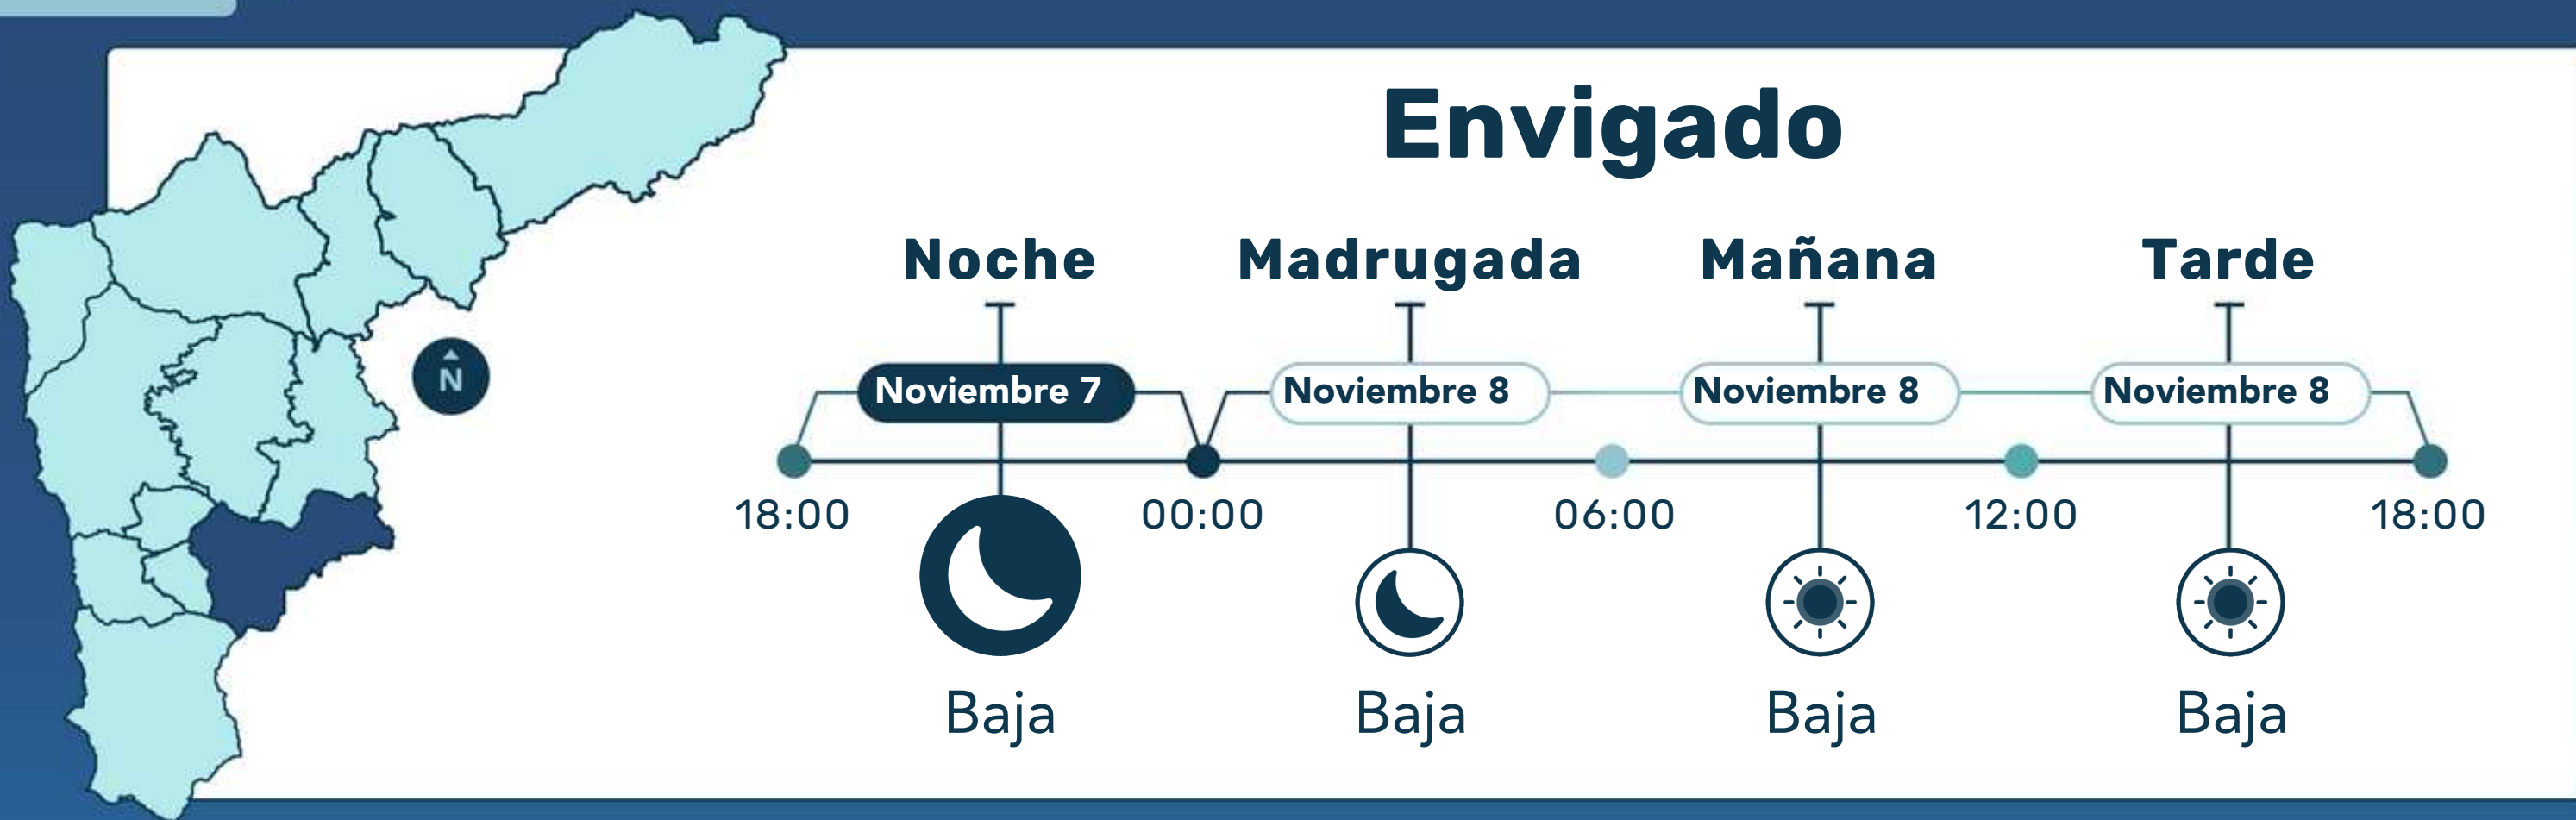 Envigado
Noche Madrugada Mañana Tarde
N
Noviembre 7 Noviembre 8 Noviembre 8 Noviembre 8
18:00 00:00 06:00 12:00 18:00
Baja Baja Baja Baja